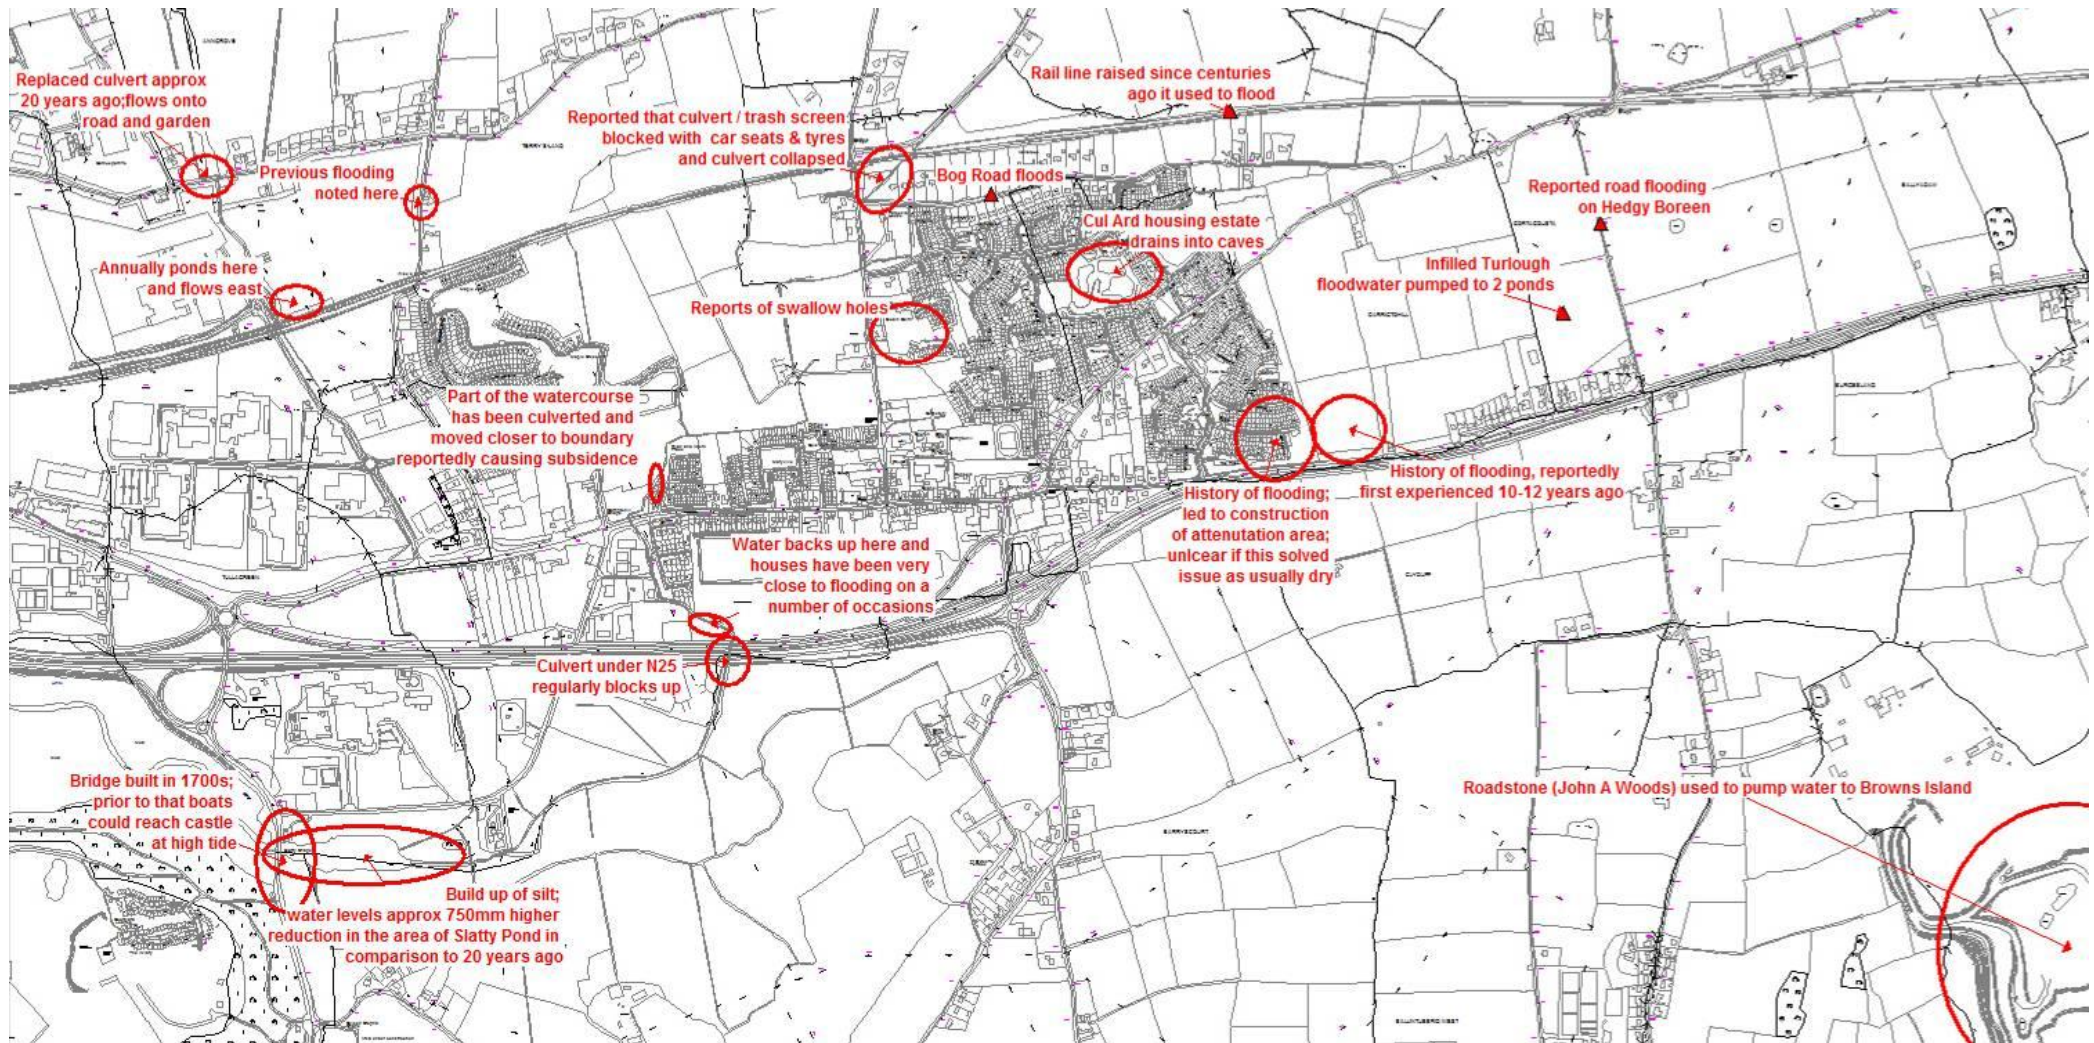 Replaced culvert approx
20 years ago;flows onto
road and garden
Previous flooding
noted here
Annually ponds here
and flows east
Reported that culvert / trash screen
blocked with car seats & tyres
and culvert collapsed
Rail line raised since centuries
ago it used to flood
Bog Road floods
Cul Ard housing estate
drains into caves
Reported road flooding
on Hedgy Boreen
Infilled Turlough
floodwater pumped to 2 ponds
Reports of swallow holes
Part of the watercourse
has been culverted and
moved closer to boundary
reportedly causing subsidence
History of flooding, reportedly
first experienced 10-12 years ago
History of flooding;
led to construction
of attenutation area;
unlcear if this solved
issue as usually dry
Water backs up here and
houses have been very
close to flooding on a
number of occasions
Culvert under N25
regularly blocks up
Bridge built in 1700s;
prior to that boats
could reach castle
at high tide
Build up of silt;
water levels approx 750mm higher
reduction in the area of Slatty Pond in
comparison to 20 years ago
Roadstone (John A Woods) used to pump water to Browns Island
BARRYSCOURT